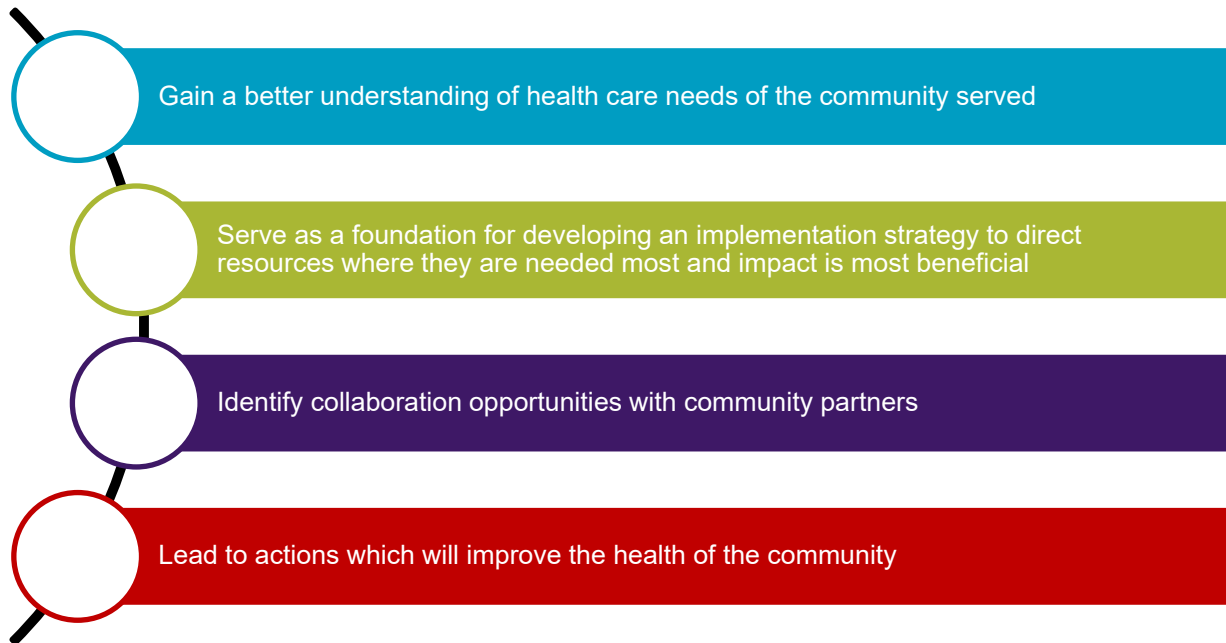 Gain a better understanding of health care needs of the community served
Serve as a foundation for developing an implementation strategy to direct
resources where they are needed most and impact is most beneficial
Identify collaboration opportunities with community partners
Lead to actions which will improve the health of the community